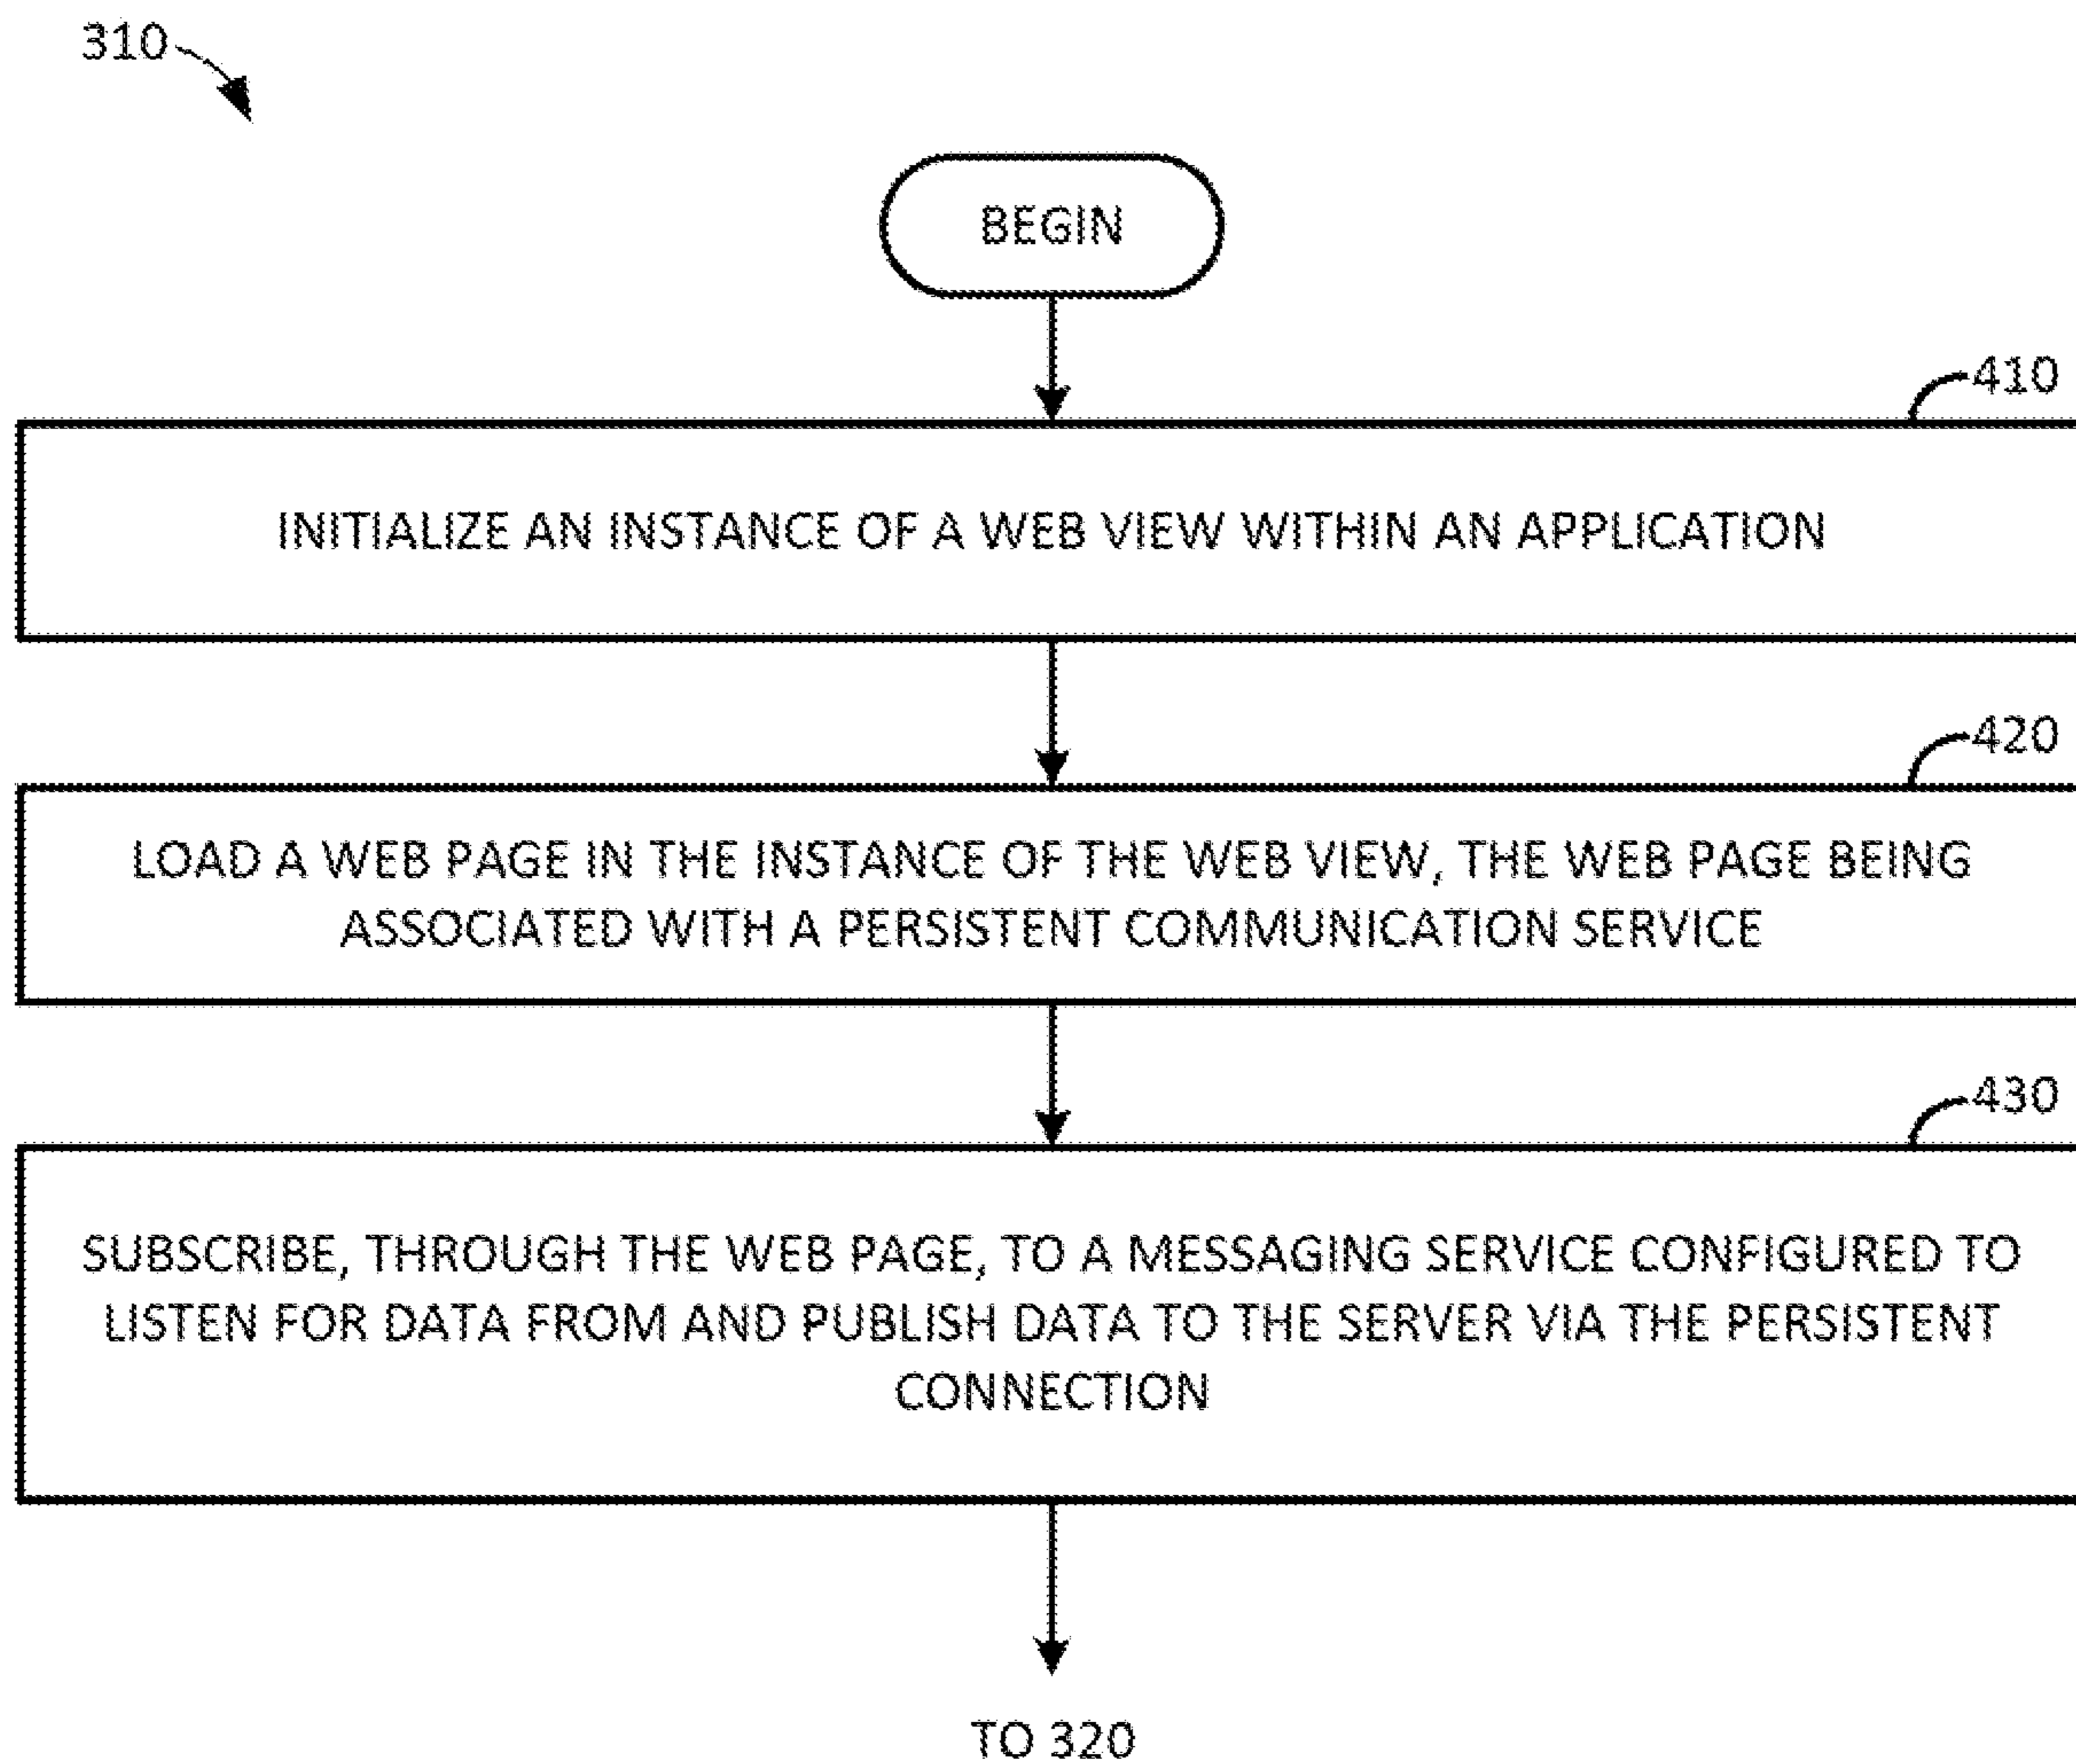 310
BEGIN
410
INITIALIZE AN INSTANCE OF A WEB VIEW WITHIN AN APPLICATION
420
LOAD A WEB PAGE IN THE INSTANCE OF THE WEB VIEW, THE WEB PAGE BEING
ASSOCIATED WITH A PERSISTENT COMMUNICATION SERVICE
430
SUBSCRIBE, THROUGH THE WEB PAGE, TO A MESSAGING SERVICE CONFIGURED TO
LISTEN FOR DATA FROM AND PUBLISH DATA TO THE SERVER VIA THE PERSISTENT
CONNECTION
TO 320